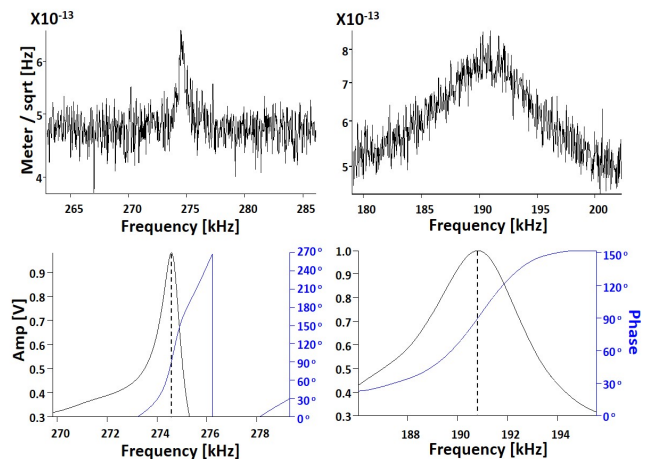 X10-13
X10-13
Meter / sqrt [Hz]
6
5
4
265 270 275 280 285
Frequency [kHz]
8
7
6
5
180 185 190 195 200
Frequency [kHz]
Amp [V]
0.9
0.8
0.7
0.6
0.5
0.4
0.3
270 272 274 276 278
Frequency [kHz]
270°
240°
210°
180°
150°
120°
90°
60°
30°
0°
1.0
0.9
0.8
0.7
0.6
0.5
0.4
0.3
188 190 192 194
Frequency [kHz]
150°
120°
90°
60°
30°
0°
Phase